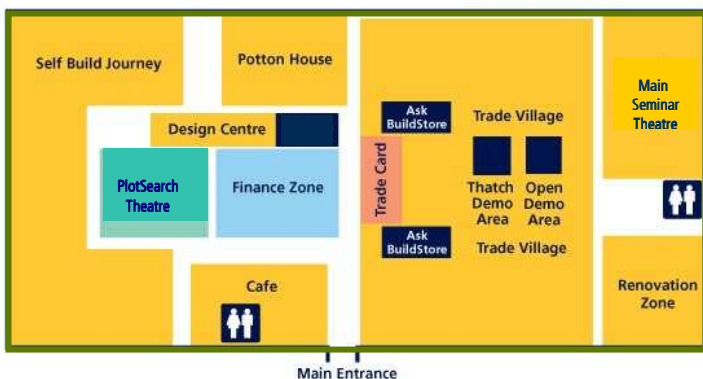 Self Build Journey
Potton House
Main
Seminar
Theatre
Ask
BuildStore
Trade Village
Design Centre
Trade Card
PlotSearch
Theatre
Finance Zone
Thatch
Demo
Area
Open
Demo
Area
Ask
BuildStore
Trade Village
Cafe
Renovation
Zone
Main Entrance